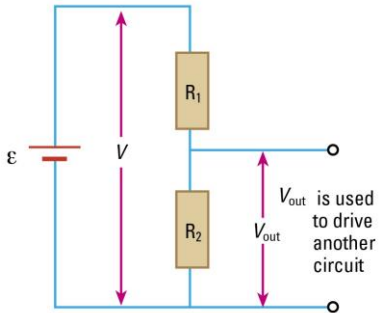 R1
ε
V
Vout is used
to drive
another
circuit
R2
Vout